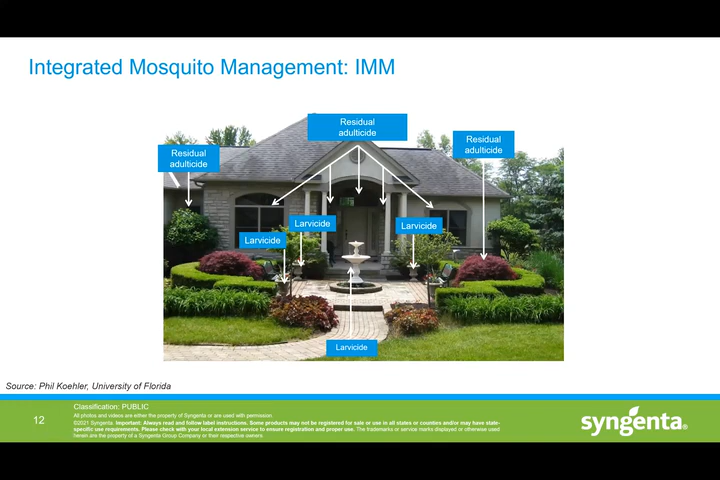 Integrated Mosquito Management: IMM
Residual
adulticide
Residual
adulticide
Residual
adulticide
Larvicide
Larvicide
Larvicide
Larvicide
Source: Phil Koehler, University of Florida
12
Classification: PUBLIC
All photos and videos are either the property of Syngenta or are used with permission.
©2021 Syngenta. Important: Always read and follow label instructions. Some products may not be registered for sale or use in all states or counties and/or may have state-
specific use requirements. Please check with your local extension service to ensure registration and proper use. The trademarks or service marks displayed or otherwise used
herein are the property of a Syngenta Group Company or their respective owners.
syngenta®